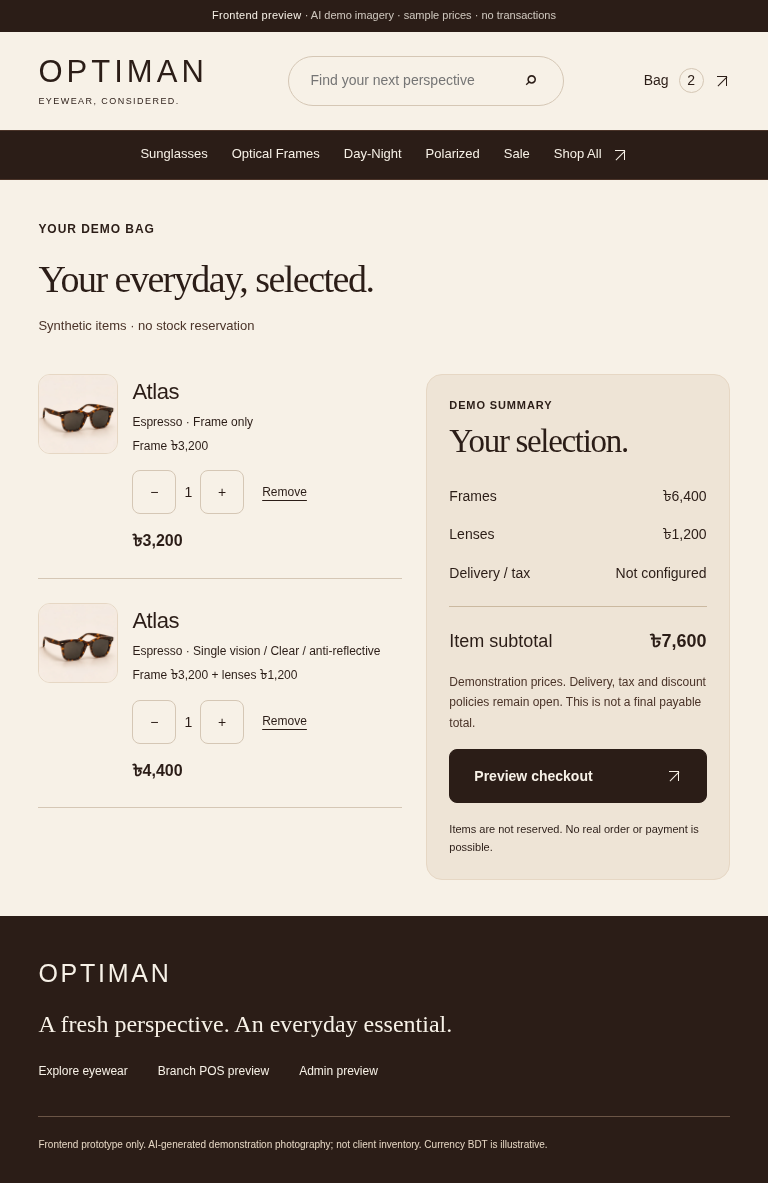 Frontend preview · AI demo imagery · sample prices · no transactions
OPTIMAN
EYEWEAR, CONSIDERED.
Find your next perspective
Bag 2
Sunglasses Optical Frames Day-Night Polarized Sale Shop All
YOUR DEMO BAG
Your everyday, selected.
Synthetic items · no stock reservation
Atlas
Espresso · Frame only
Frame ৳3,200
− 1 + Remove
৳3,200
Atlas
Espresso · Single vision / Clear / anti-reflective
Frame ৳3,200 + lenses ৳1,200
− 1 + Remove
৳4,400
DEMO SUMMARY
Your selection.
Frames ৳6,400
Lenses ৳1,200
Delivery / tax Not configured
Item subtotal ৳7,600
Demonstration prices. Delivery, tax and discount
policies remain open. This is not a final payable
total.
Preview checkout
Items are not reserved. No real order or payment is
possible.
OPTIMAN
A fresh perspective. An everyday essential.
Explore eyewear Branch POS preview Admin preview
Frontend prototype only. AI-generated demonstration photography; not client inventory. Currency BDT is illustrative.